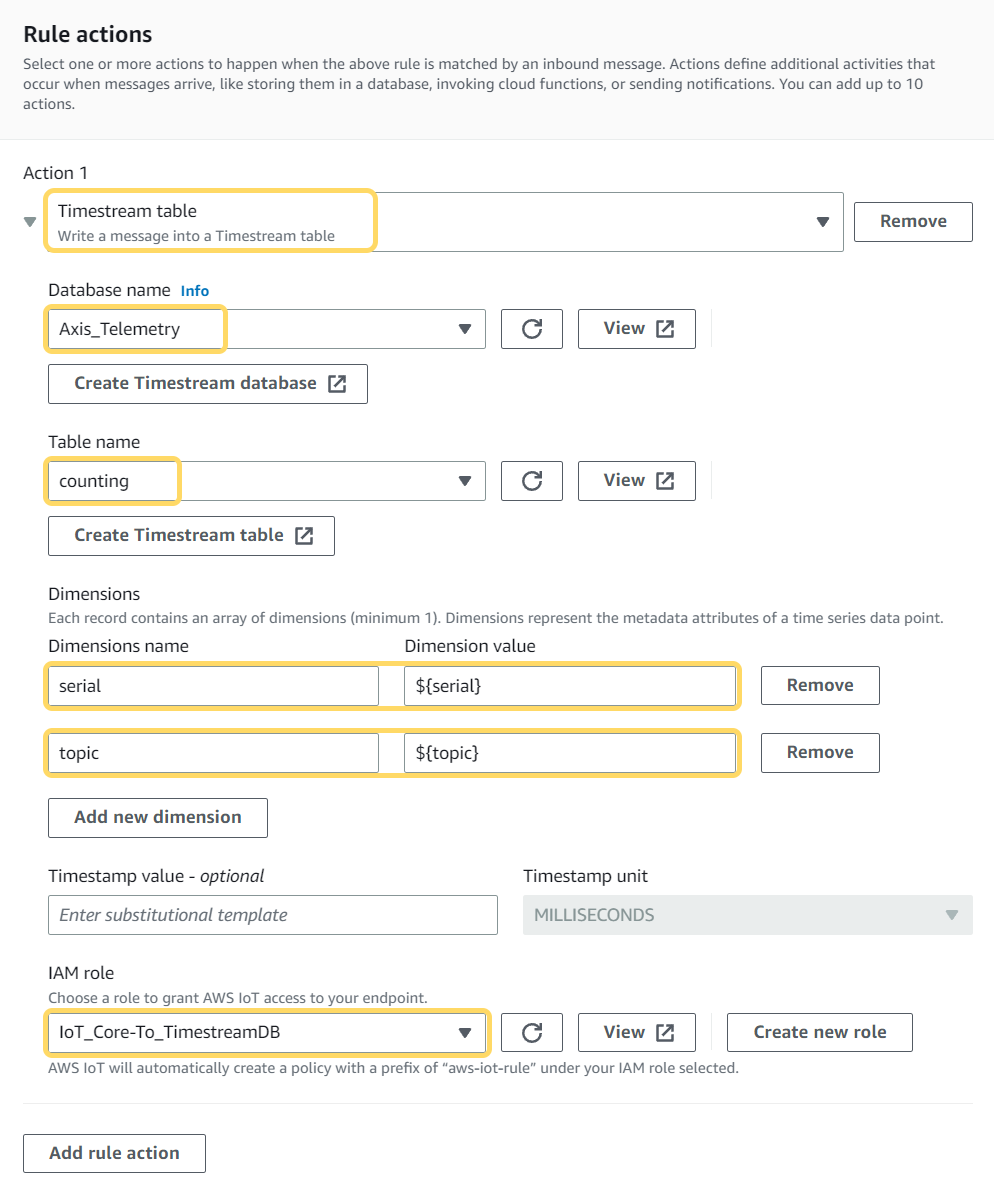 Rule actions
Select one or more actions to happen when the above rule is matched by an inbound message. Actions define additional activities that
occur when messages arrive, like storing them in a database, invoking cloud functions, or sending notifications. You can add up to 10
actions.
Action 1
Timestream table
Write a message into a Timestream table
Remove
Database name Info
Axis_Telemetry
View
Create Timestream database
Table name
counting
View
Create Timestream table
Dimensions
Each record contains an array of dimensions (minimum 1). Dimensions represent the metadata attributes of a time series data point.
Dimensions name Dimension value
serial ${serial} Remove
topic ${topic} Remove
Add new dimension
Timestamp value - optional Timestamp unit
Enter substitutional template MILLISECONDS
IAM role
Choose a role to grant AWS IoT access to your endpoint.
IoT_Core-To_TimestreamDB View Create new role
AWS IoT will automatically create a policy with a prefix of “aws-iot-rule” under your IAM role selected.
Add rule action